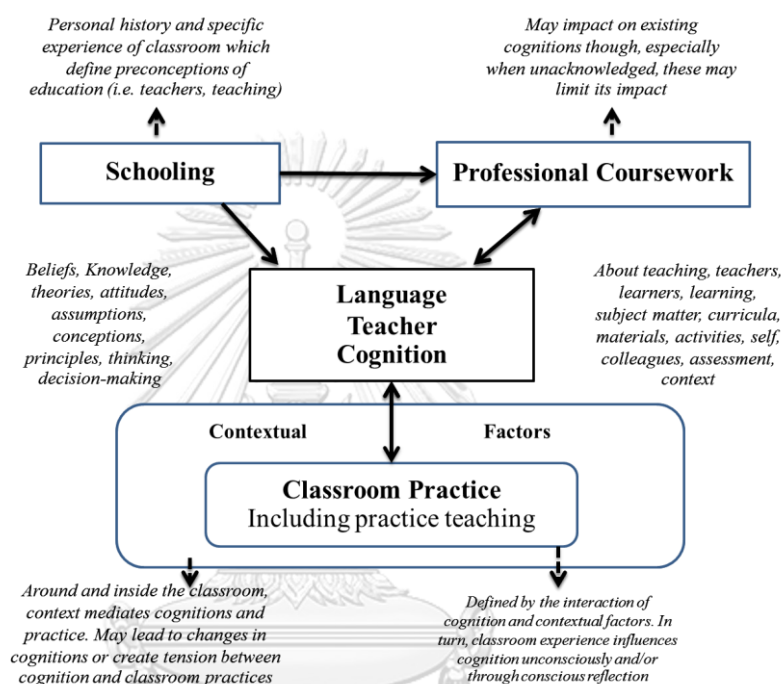 Personal history and specific
experience of classroom which
define preconceptions of
education (i.e. teachers, teaching)
May impact on existing
cognitions though, especially
when unacknowledged, these may
limit its impact
Schooling
Professional Coursework
Beliefs, Knowledge,
theories, attitudes,
assumptions,
conceptions,
principles, thinking,
decision-making
Language
Teacher
Cognition
About teaching, teachers,
learners, learning,
subject matter, curricula,
materials, activities, self,
colleagues, assessment,
context
Contextual Factors
Classroom Practice
Including practice teaching
Around and inside the classroom,
context mediates cognitions and
practice. May lead to changes in
cognitions or create tension between
cognition and classroom practices
Defined by the interaction of
cognition and contextual factors. In
turn, classroom experience influences
cognition unconsciously and/or
through conscious reflection